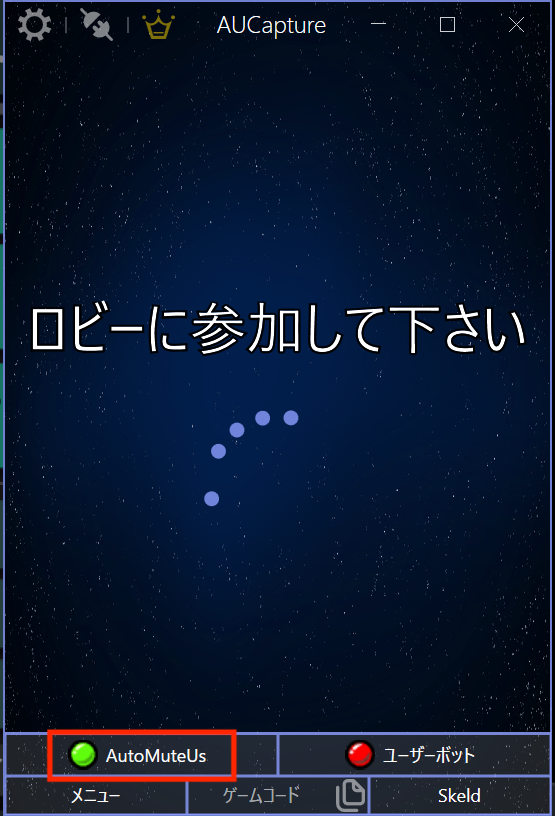 AUCapture
ロビーに参加して下さい
AutoMuteUs
ユーザーボット
メニュー
ゲームコード
Skeld